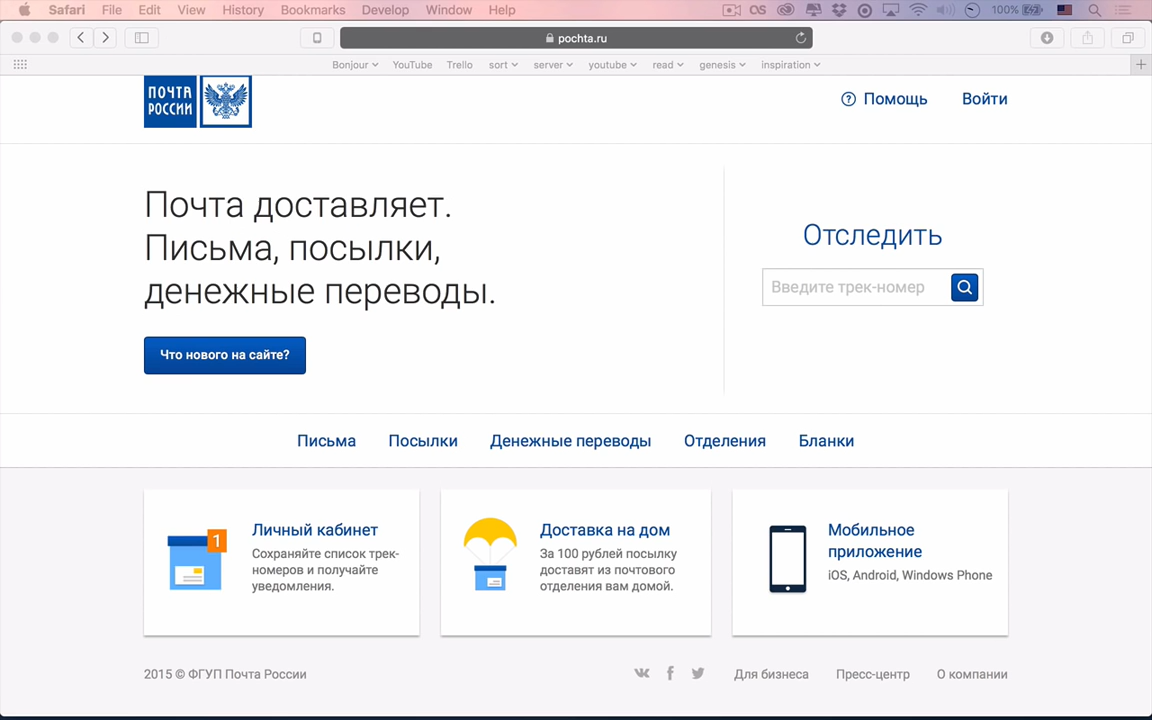 Safari File Edit View History Bookmarks Develop Window Help 100%
pochta.ru
Bonjour YouTube Trello sort server youtube read genesis inspiration
ПОЧТА
РОССИИ
Помощь Войти
Почта доставляет.
Письма, посылки,
денежные переводы.
Что нового на сайте?
Отследить
Введите трек-номер
Письма Посылки Денежные переводы Отделения Бланки
1
Личный кабинет
Сохраняйте список трек-
номеров и получайте
уведомления.
Доставка на дом
За 100 рублей посылку
доставят из почтового
отделения вам домой.
Мобильное
приложение
iOS, Android, Windows Phone
2015 © ФГУП Почта России
Для бизнеса Пресс-центр О компании